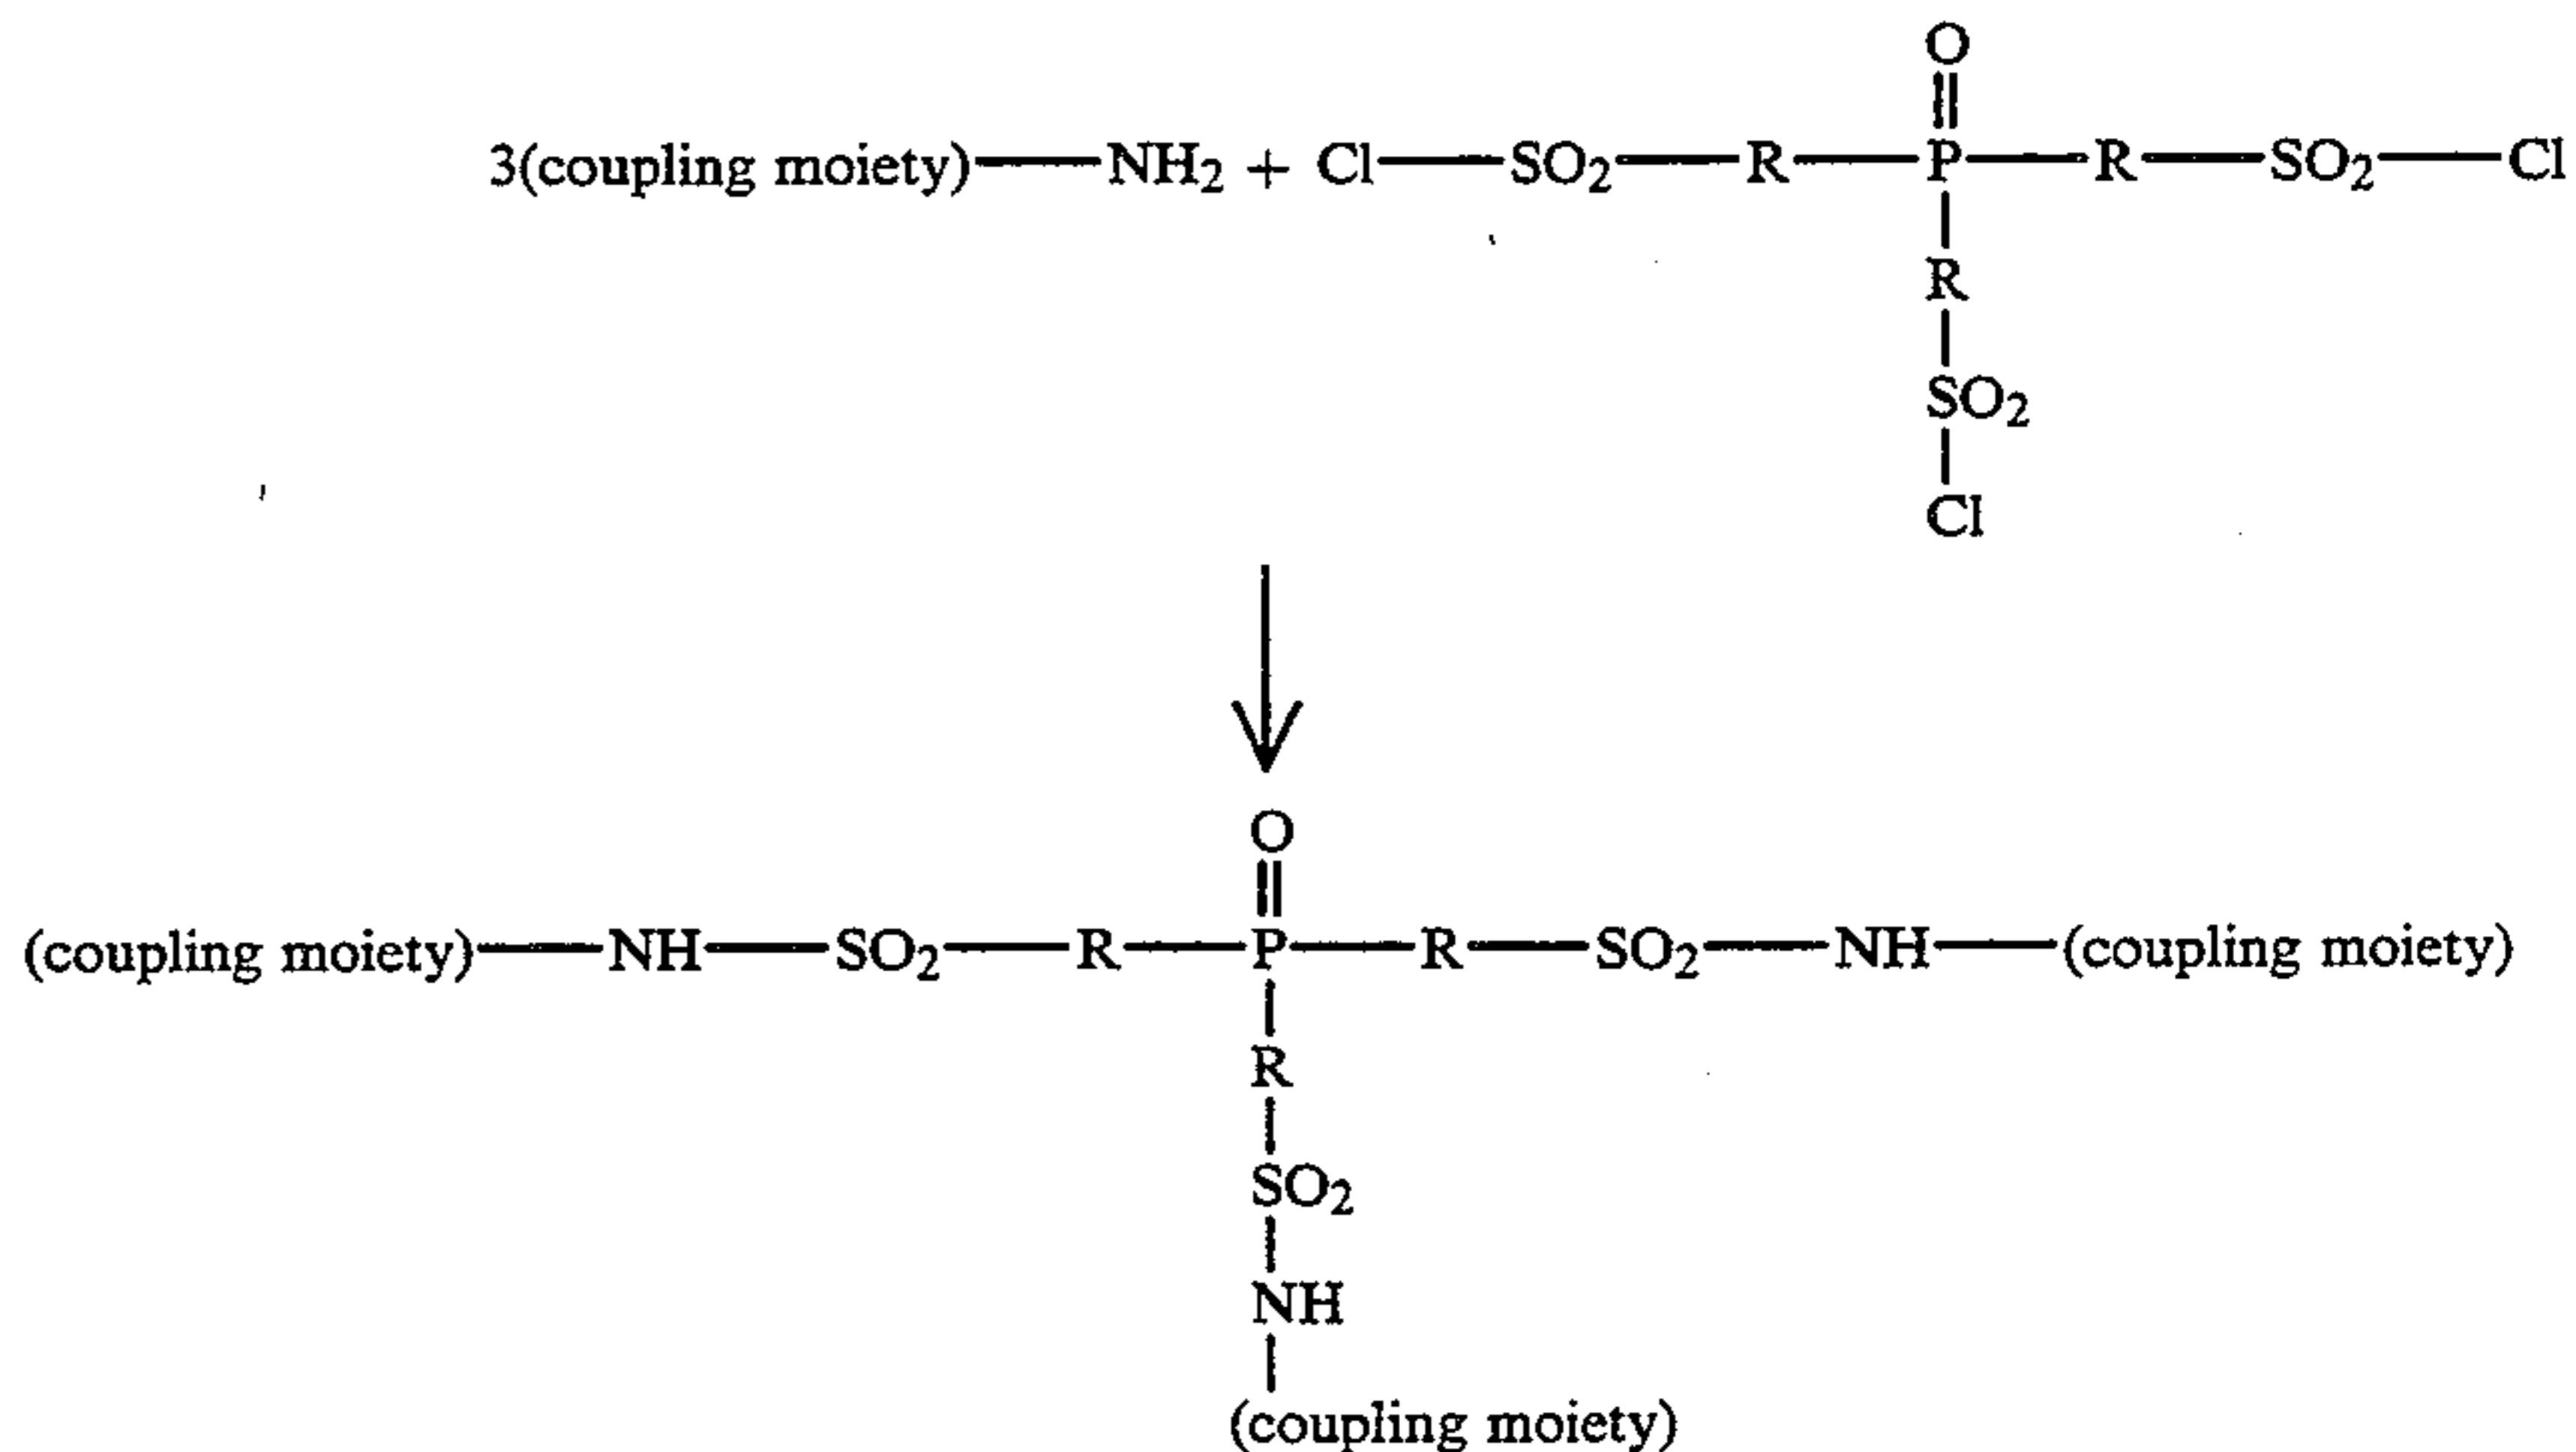 O
3(coupling moiety)—NH2 + Cl—SO2—R—P—R—SO2—Cl
R
SO2
Cl
O
(coupling moiety)—NH—SO2—R—P—R—SO2—NH—(coupling moiety)
R
SO2
NH
(coupling moiety)